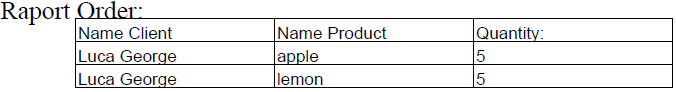 Raport Order:
Name Client Name Product Quantity:
Luca George apple 5
Luca George lemon 5